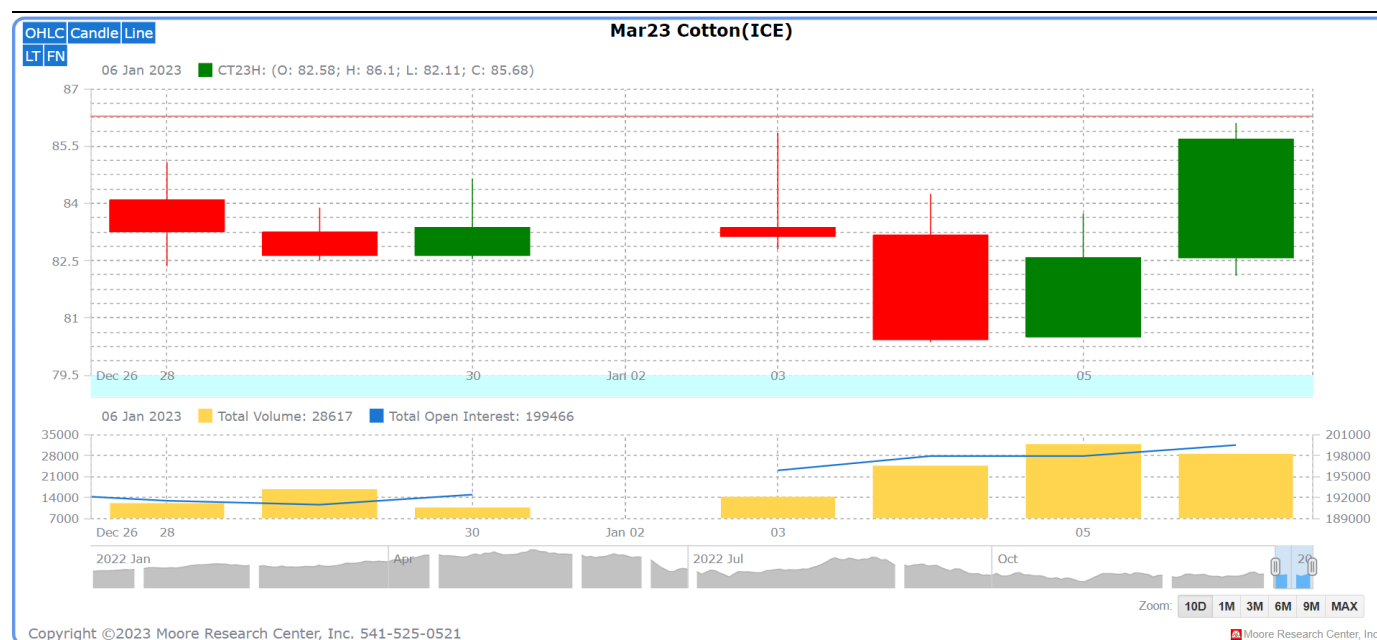 OHLC Candle Line
LT FN
Mar23 Cotton(ICE)
06 Jan 2023 CT23H: (O: 82.58; H: 86.1; L: 82.11; C: 85.68)
87
85.5
84
82.5
81
79.5
Dec 26 28 30 Jan 02 03 05
06 Jan 2023 Total Volume: 28617 Total Open Interest: 199466
35000 201000
28000 198000
21000 195000
14000 192000
7000 189000
Dec 26 28 30 Jan 02 03 05
2022 Jan Apr 2022 Jul Oct 20
Zoom: 10D 1M 3M 6M 9M MAX
Copyright ©2023 Moore Research Center, Inc. 541-525-0521
Moore Research Center, Inc